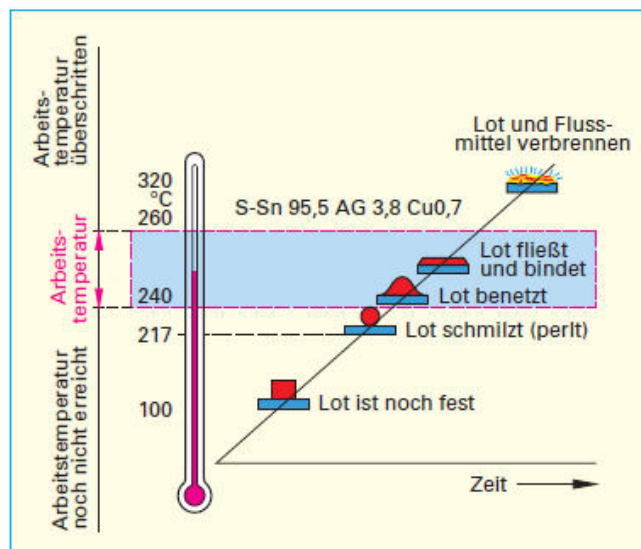 Arbeits-
temperatur
überschritten
Arbeits-
temperatur
Arbeitstemperatur
noch nicht erreicht
320
°C
260
240
217
100
S-Sn 95,5 AG 3,8 Cu0,7
Lot und Fluss-
mittel verbrennen
Lot fließt
und bindet
Lot benetzt
Lot schmilzt (perlt)
Lot ist noch fest
Zeit